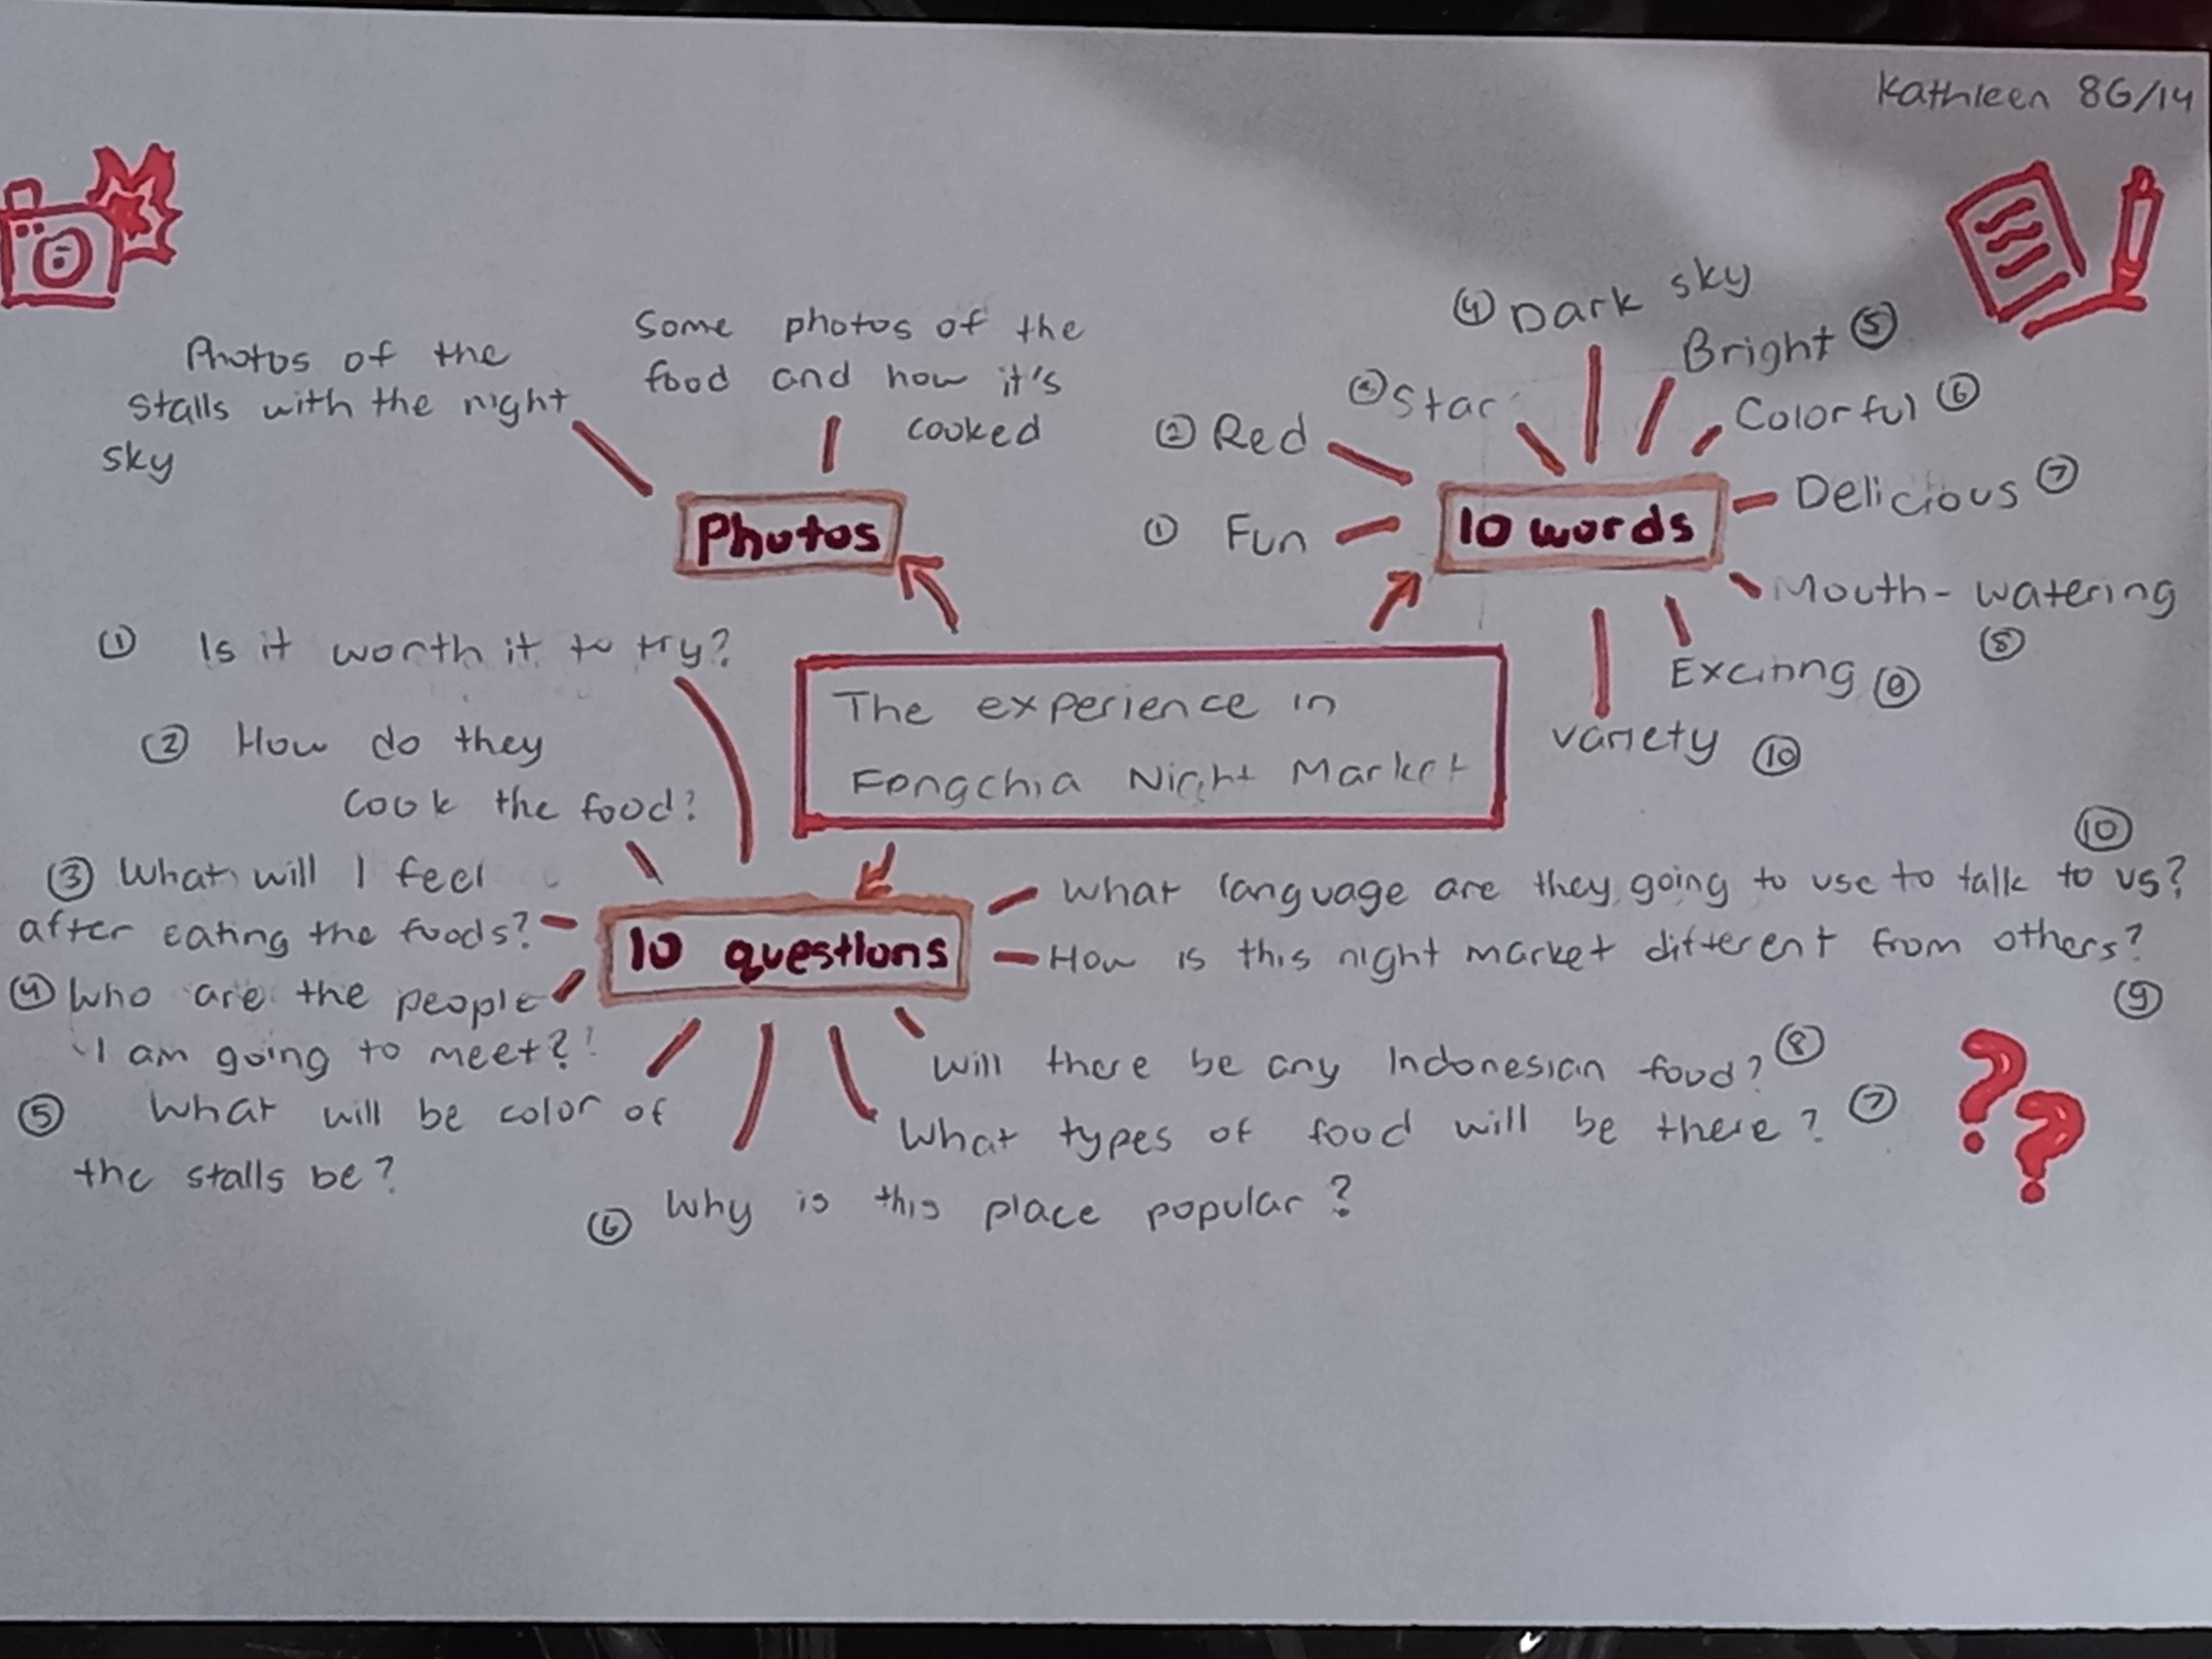 Kathleen 8G/14
Photos of the
stalls with the night
sky
Some photos of the
food and how it's
cooked
Photos
① Fun
② Red
Star
④ Dark sky
Bright ⑤
Colorful ⑥
Delicious ⑦
Mouth-watering
⑧
Exciting
variety ⑩
10 words
The experience in
Fongchia Night Market
① Is it worth it to try?
② How do they
cook the food?
③ What will I feel
after eating the foods?
④ Who are the people
I am going to meet?
⑤ What will be color of
the stalls be?
⑥ Why is this place popular?
What types of food will be there? ⑦
Will there be any Indonesian food? ⑧
How is this night market different from others?
⑨
⑩
What language are they going to use to talk to us?
10 questions
??